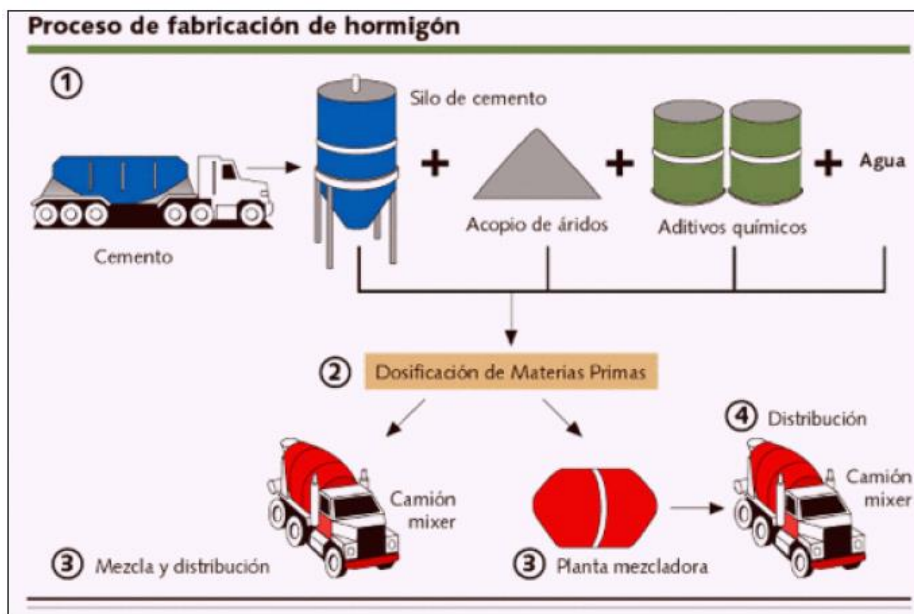 Proceso de fabricación de hormigón
1
Silo de cemento
Cemento
+
Acopio de áridos
+
Aditivos químicos
+
Agua
2 Dosificación de Materias Primas
Camión
mixer
3 Mezcla y distribución
3 Planta mezcladora
4 Distribución
Camión
mixer